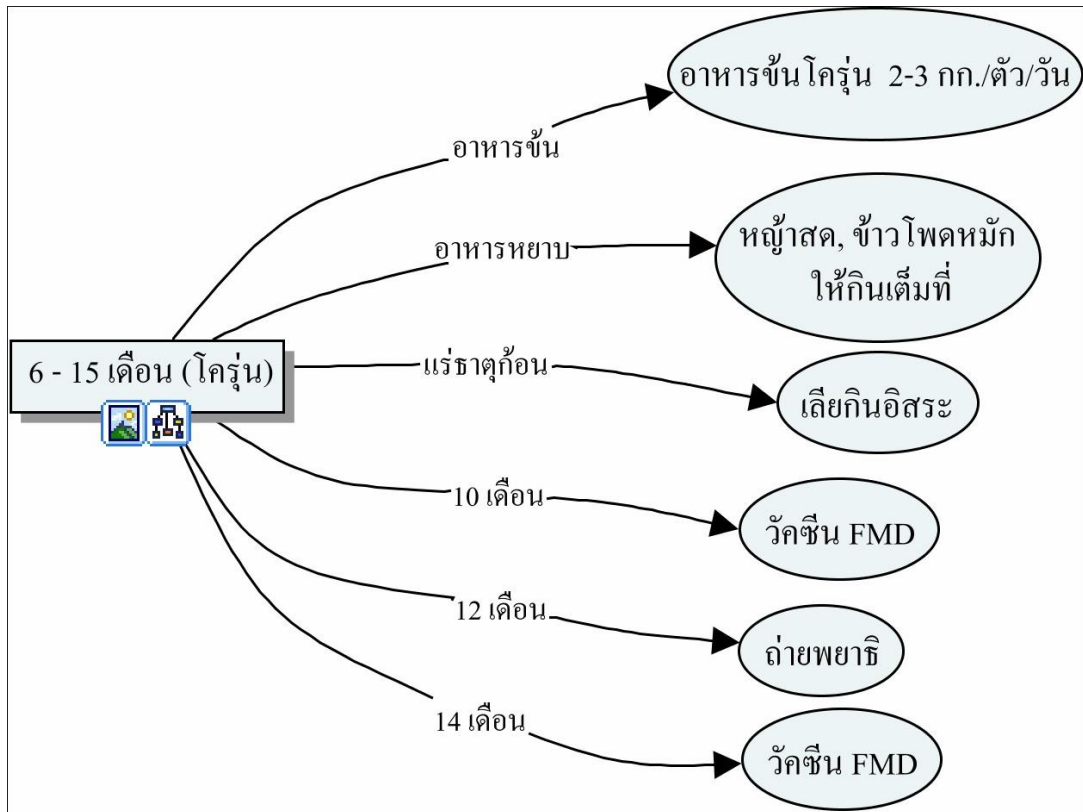 อาหารข้นโครุ่น 2-3 กก./ตัว/วัน
อาหารข้น
หญ้าสด, ข้าวโพดหมัก
ให้กินเต็มที่
อาหารหยาบ
6 - 15 เดือน (โครุ่น)
แร่ธาตุก้อน
เลียกินอิสระ
10 เดือน
วัคซีน FMD
12 เดือน
ถ่ายพยาธิ
14 เดือน
วัคซีน FMD